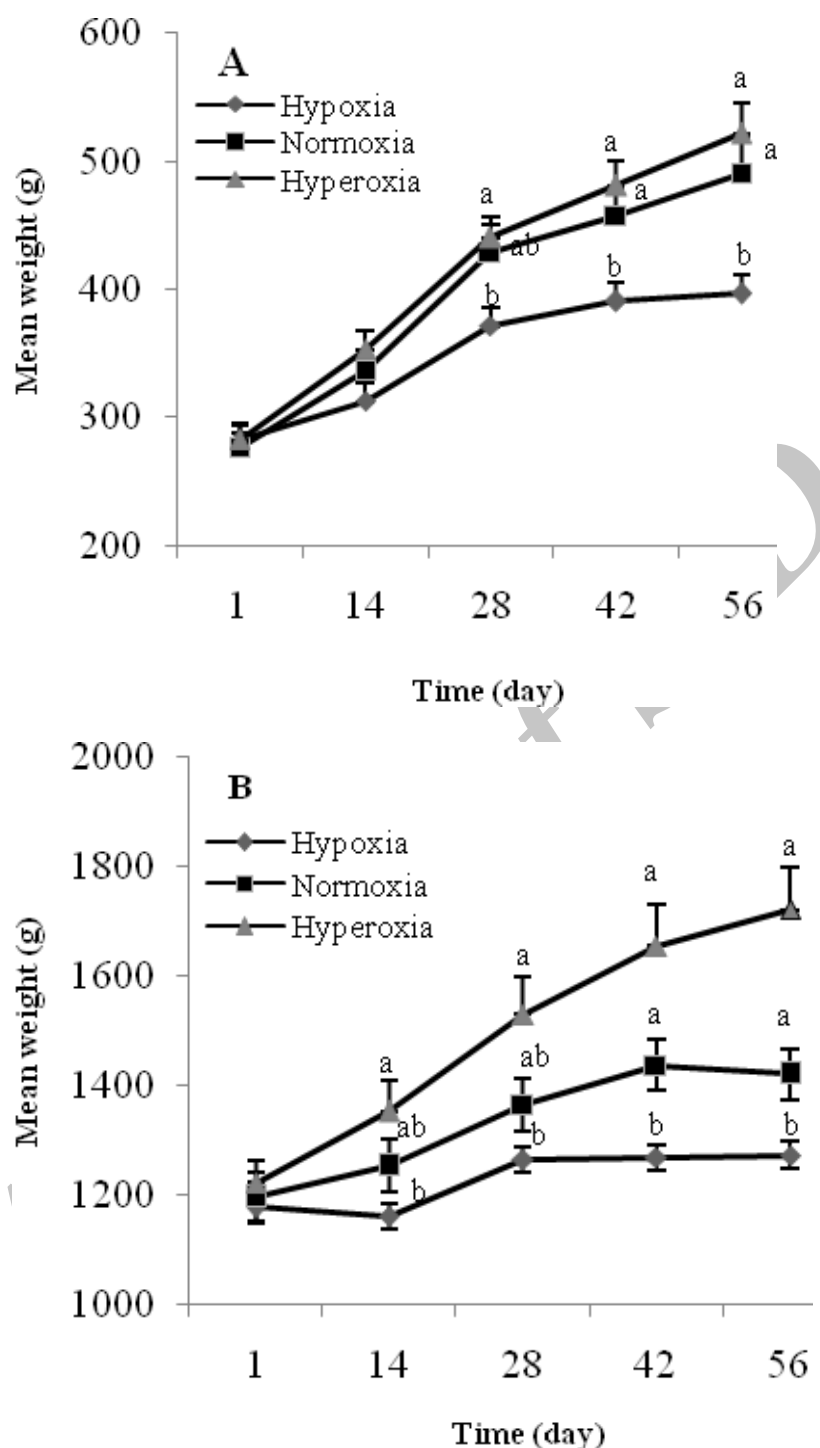 600
A
Hypoxia
Normoxia
Hyperoxia
500
400
300
200
a
a
a
a
a
ab
b
b
b
Mean weight (g)
1 14 28 42 56
Time (day)
2000
B
Hypoxia
Normoxia
Hyperoxia
1800
1600
1400
1200
1000
a
a
a
a
a
a
ab
ab
b
b
b
b
Mean weight (g)
1 14 28 42 56
Time (day)